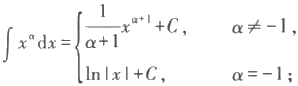 ∫ x^α dx = { 1/(α+1) x^(α+1) + C, α ≠ -1,
ln|x| + C, α = -1;